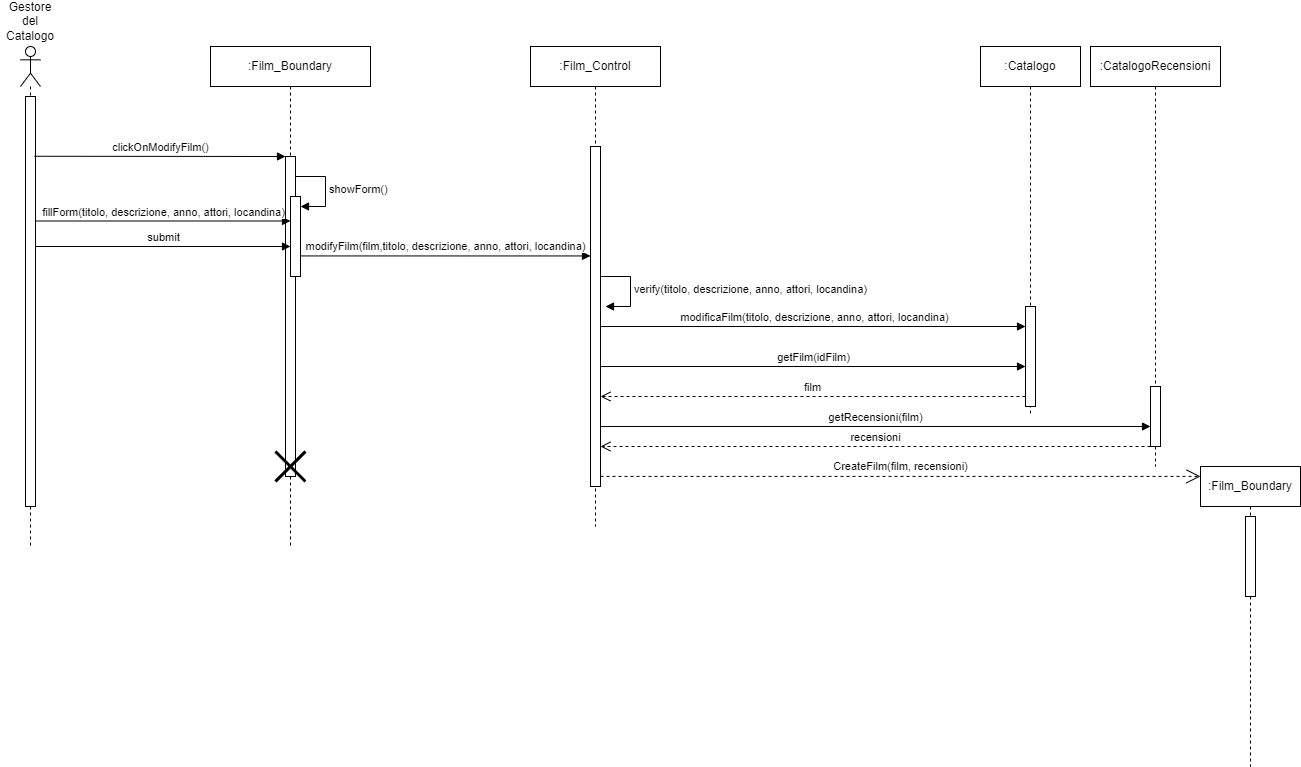 Gestore
del
Catalogo
:Film_Boundary
:Film_Control
:Catalogo
:CatalogoRecensioni
clickOnModifyFilm()
showForm()
fillForm(titolo, descrizione, anno, attori, locandina)
submit
modifyFilm(film,titolo, descrizione, anno, attori, locandina)
verify(titolo, descrizione, anno, attori, locandina)
modificaFilm(titolo, descrizione, anno, attori, locandina)
getFilm(idFilm)
film
getRecensioni(film)
recensioni
CreateFilm(film, recensioni)
:Film_Boundary